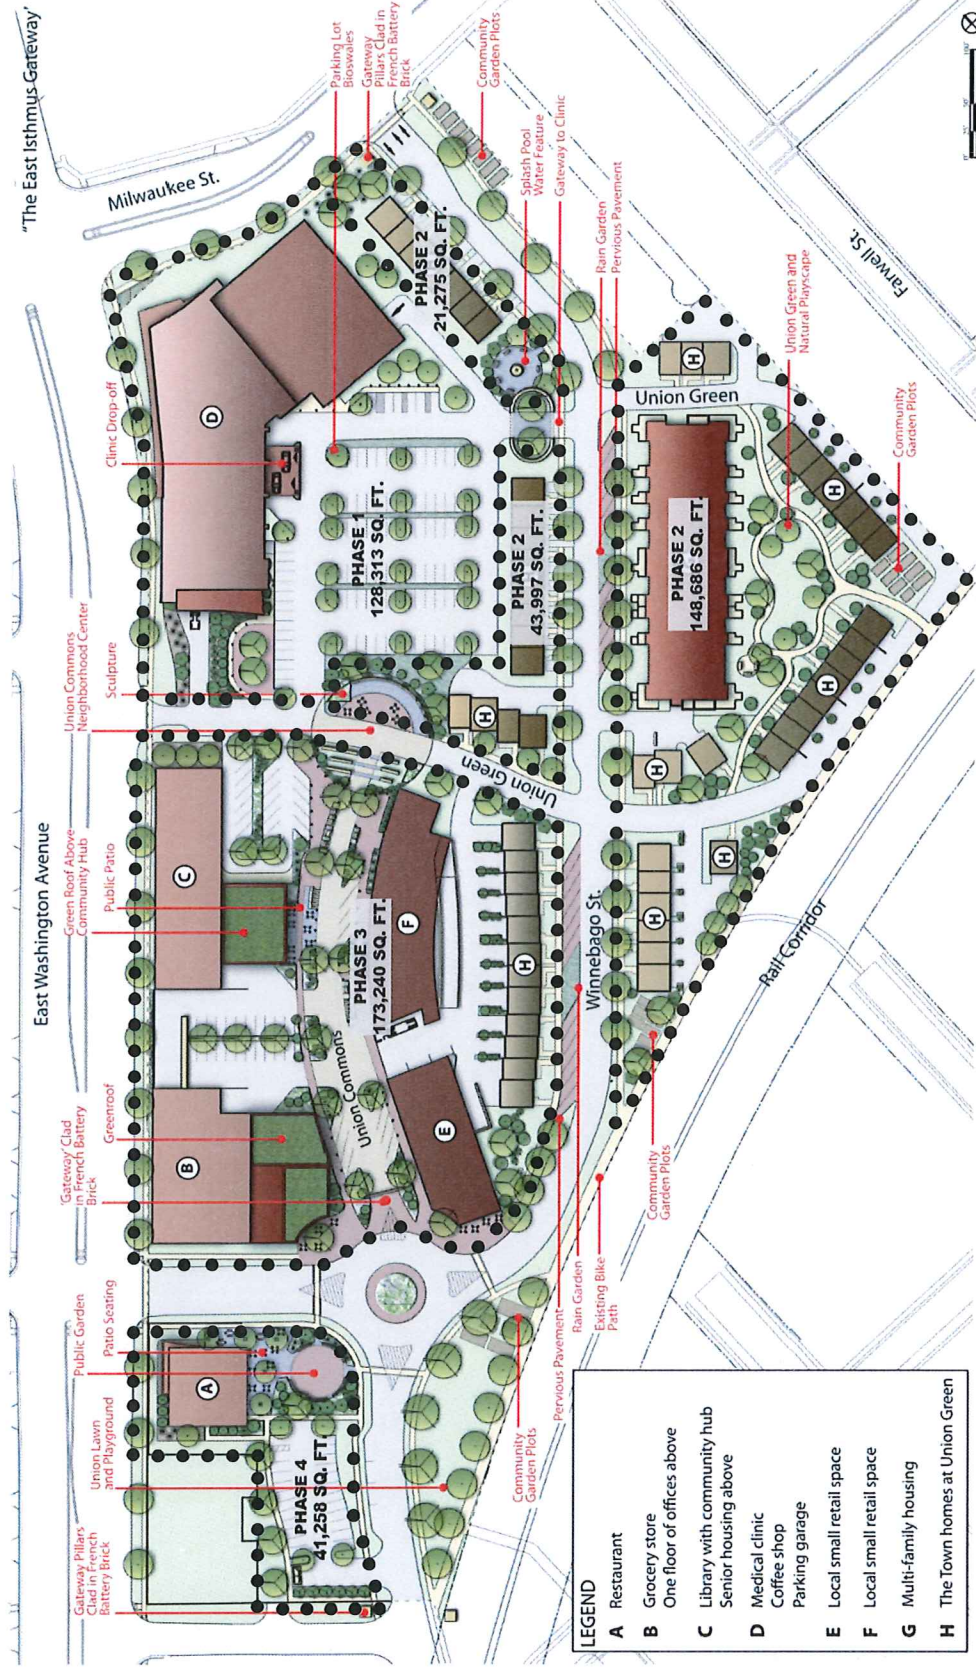 "The East Isthmus Gateway'
East Washington Avenue
Milwaukee St.
Gateway Pillars
Clad in French
Battery Brick
Union Lawn
and Playground
Public Garden
Patio Seating
'Gateway' Clad
in French Battery
Brick
Greenroof
Green Roof Above
Community Hub
Public Patio
Union Commons
Neighborhood Center
Sculpture
Clinic Drop-off
Parking Lot
Bioswales
Gateway
Pillars Clad in
French Battery
Brick
Community
Garden Plots
Splash Pool
Water Feature
Gateway to Clinic
Rain Garden
Pervious Pavement
Farwell St.
Union Green and
Natural Playscape
Community
Garden Plots
A
B
C
D
E
F
H
H
H
H
H
H
H
H
PHASE 4
41,258 SQ. FT.
PHASE 3
173,240 SQ. FT.
PHASE 1
128,313 SQ. FT.
PHASE 2
21,275 SQ. FT.
PHASE 2
43,997 SQ. FT.
PHASE 2
148,686 SQ. FT.
Union Commons
Union Green
Union Green
Winnebago St.
Rail Corridor
Community
Garden Plots
Pervious Pavement
Rain Garden
Existing Bike
Path
Community
Garden Plots
LEGEND
A Restaurant
B Grocery store
One floor of offices above
C Library with community hub
Senior housing above
D Medical clinic
Coffee shop
Parking garage
E Local small retail space
F Local small retail space
G Multi-family housing
H The Town homes at Union Green